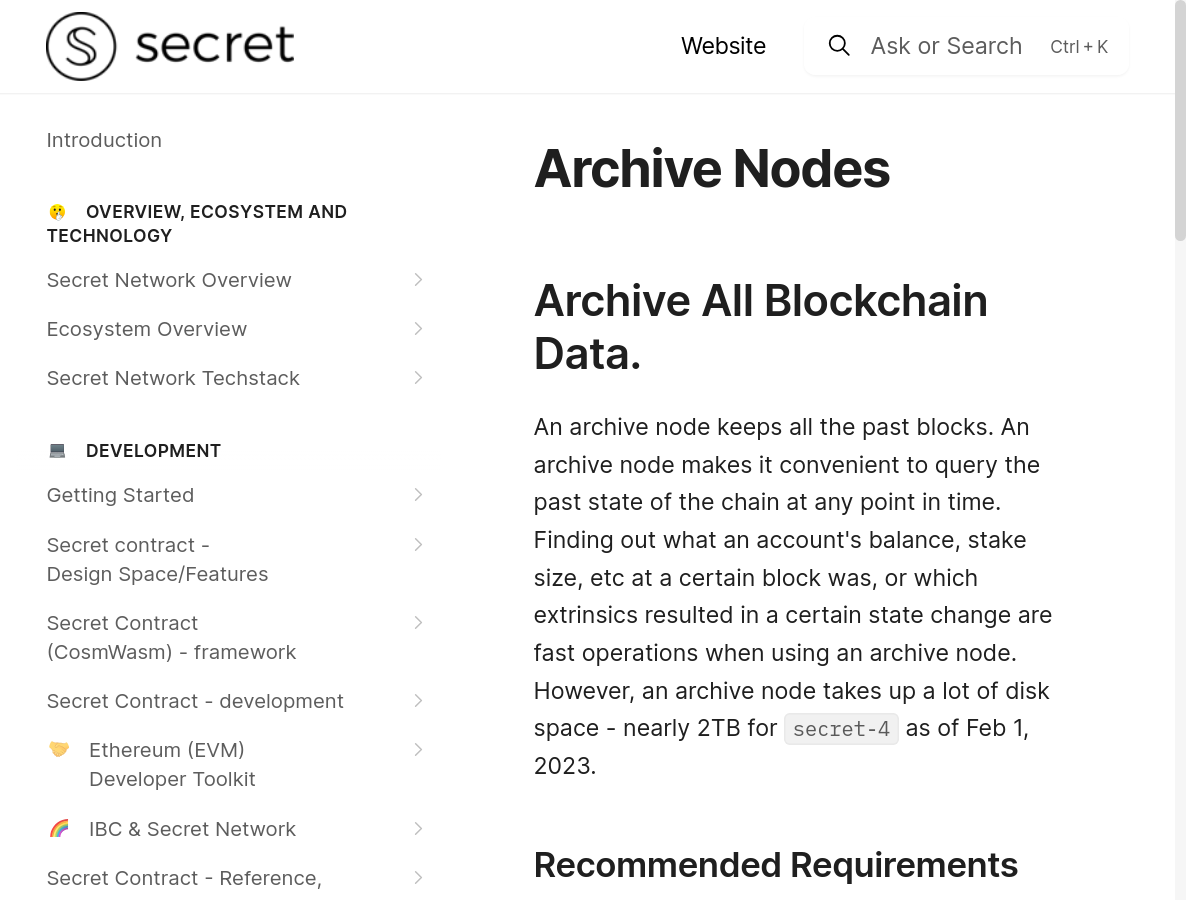 secret
Website
Ask or Search
Ctrl + K
Introduction
OVERVIEW, ECOSYSTEM AND
TECHNOLOGY
Secret Network Overview
Ecosystem Overview
Secret Network Techstack
DEVELOPMENT
Getting Started
Secret contract -
Design Space/Features
Secret Contract
(CosmWasm) - framework
Secret Contract - development
Ethereum (EVM)
Developer Toolkit
IBC & Secret Network
Secret Contract - Reference,
Archive Nodes
Archive All Blockchain
Data.
An archive node keeps all the past blocks. An
archive node makes it convenient to query the
past state of the chain at any point in time.
Finding out what an account's balance, stake
size, etc at a certain block was, or which
extrinsics resulted in a certain state change are
fast operations when using an archive node.
However, an archive node takes up a lot of disk
space - nearly 2TB for secret-4 as of Feb 1,
2023.
Recommended Requirements